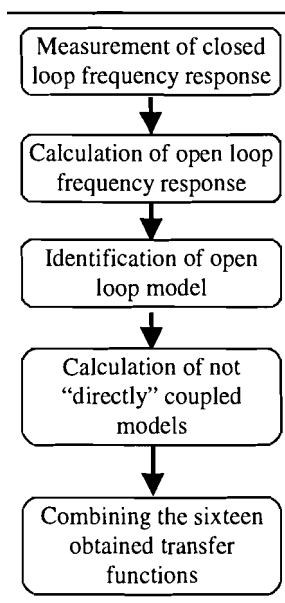 Measurement of closed
loop frequency response
Calculation of open loop
frequency response
Identification of open
loop model
Calculation of not
“directly” coupled
models
Combining the sixteen
obtained transfer
functions